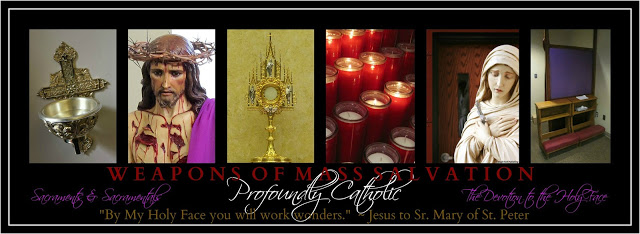 WEAPONS OF MASS SALVATION
Sacraments & Sacramentals
Profoundly Catholic
The Devotion to the Holy Face
"By My Holy Face you will work wonders." Jesus to Sr. Mary of St. Peter